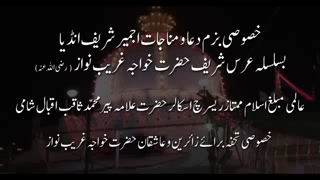 خصوصی بزم دعا و مناجات اجمیر شریف انڈیا
بسلسلہ عرس شریف حضرت خواجہ غریب نواز (رضی اللہ عنہ)
عالمی مبلغ اسلام ممتاز ریسرچ اسکالر حضرت علامہ پیر محمد ثاقب اقبال شامی
خصوصی تحفہ برائے زائرین و عاشقان حضرت خواجہ غریب نواز